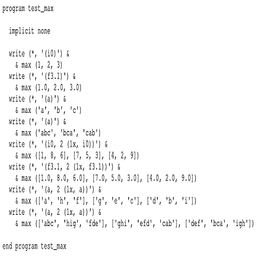 program test_max
implicit none
write (*, '(i0)') &
& max (1, 2, 3)
write (*, '(f3.1)') &
& max (1.0, 2.0, 3.0)
write (*, '(a)') &
& max ('a', 'b', 'c')
write (*, '(a)') &
& max ('abc', 'bca', 'cab')
write (*, '(i0, 2 (1x, i0))') &
& max ([1, 8, 6], [7, 5, 3], [4, 2, 9])
write (*, '(f3.1, 2 (1x, f3.1))') &
& max ([1.0, 8.0, 6.0], [7.0, 5.0, 3.0], [4.0, 2.0, 9.0])
write (*, '(a, 2 (1x, a))') &
& max (['a', 'h', 'f'], ['g', 'e', 'c'], ['d', 'b', 'i'])
write (*, '(a, 2 (1x, a))') &
& max (['abc', 'hig', 'fde'], ['ghi', 'efd', 'cab'], ['def', 'bca', 'igh'])
end program test_max